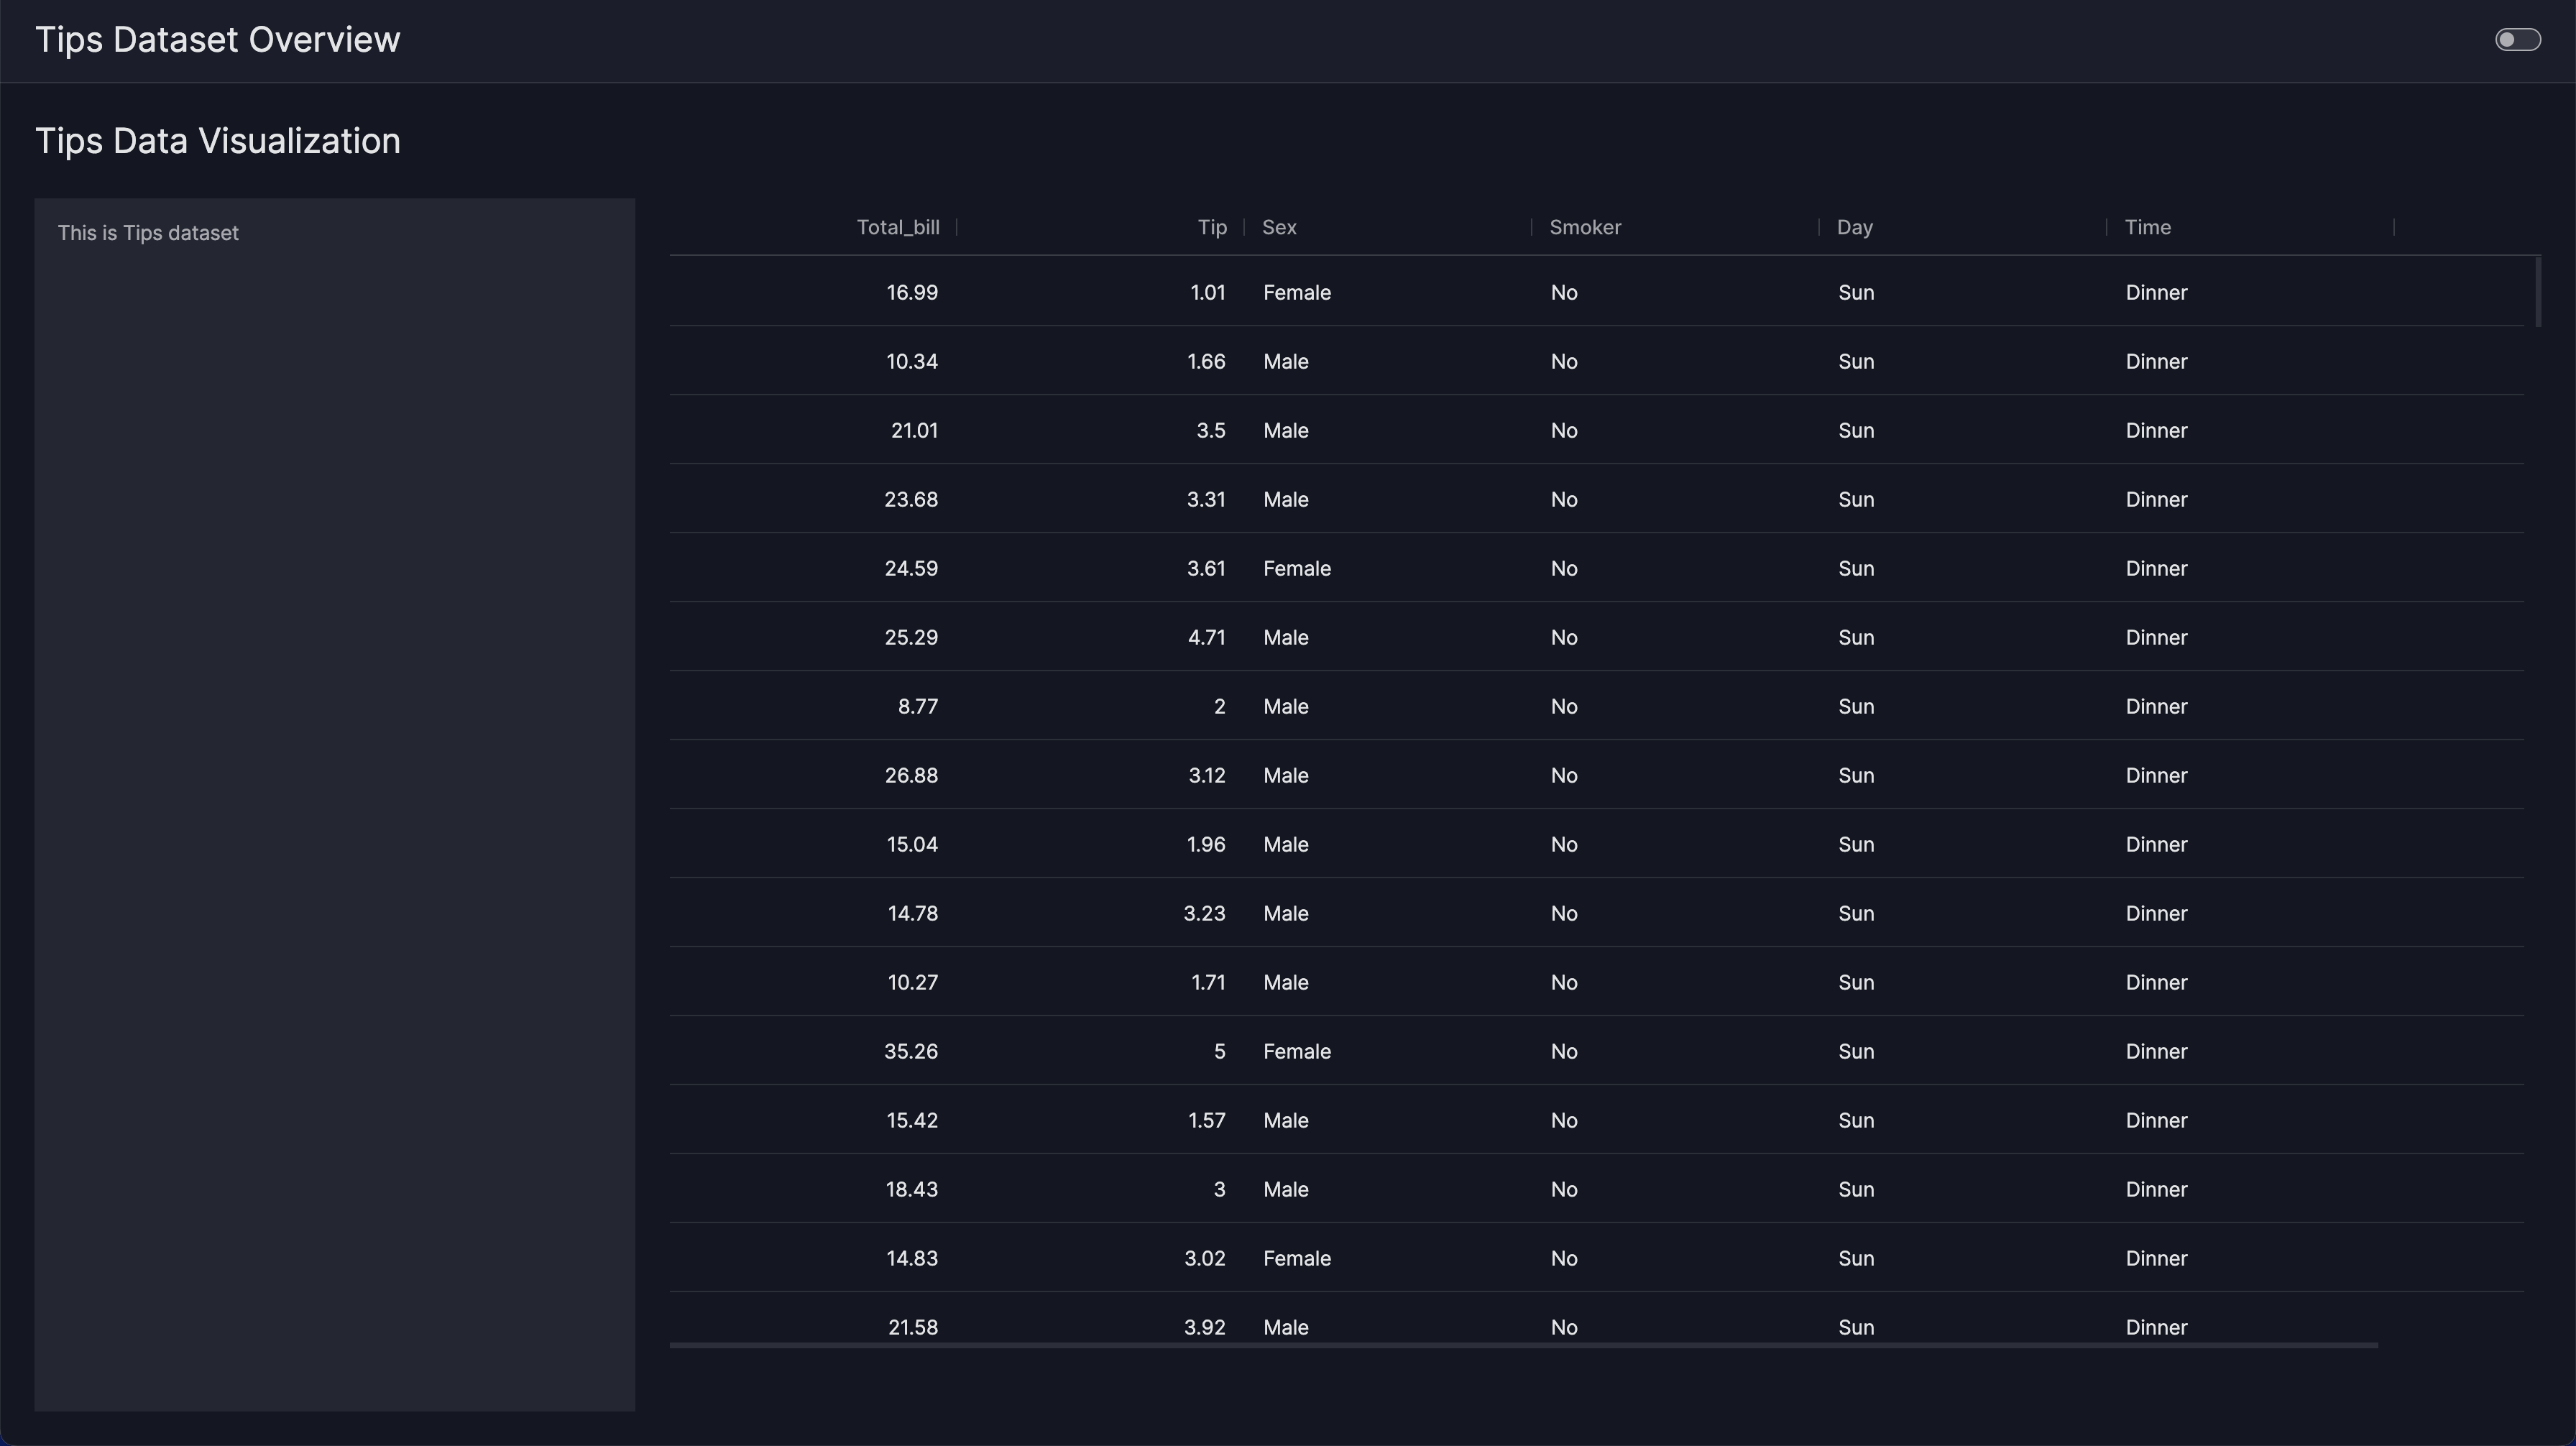 Tips Dataset Overview
Tips Data Visualization
This is Tips dataset
Total_bill Tip Sex Smoker Day Time
16.99 1.01 Female No Sun Dinner
10.34 1.66 Male No Sun Dinner
21.01 3.5 Male No Sun Dinner
23.68 3.31 Male No Sun Dinner
24.59 3.61 Female No Sun Dinner
25.29 4.71 Male No Sun Dinner
8.77 2 Male No Sun Dinner
26.88 3.12 Male No Sun Dinner
15.04 1.96 Male No Sun Dinner
14.78 3.23 Male No Sun Dinner
10.27 1.71 Male No Sun Dinner
35.26 5 Female No Sun Dinner
15.42 1.57 Male No Sun Dinner
18.43 3 Male No Sun Dinner
14.83 3.02 Female No Sun Dinner
21.58 3.92 Male No Sun Dinner